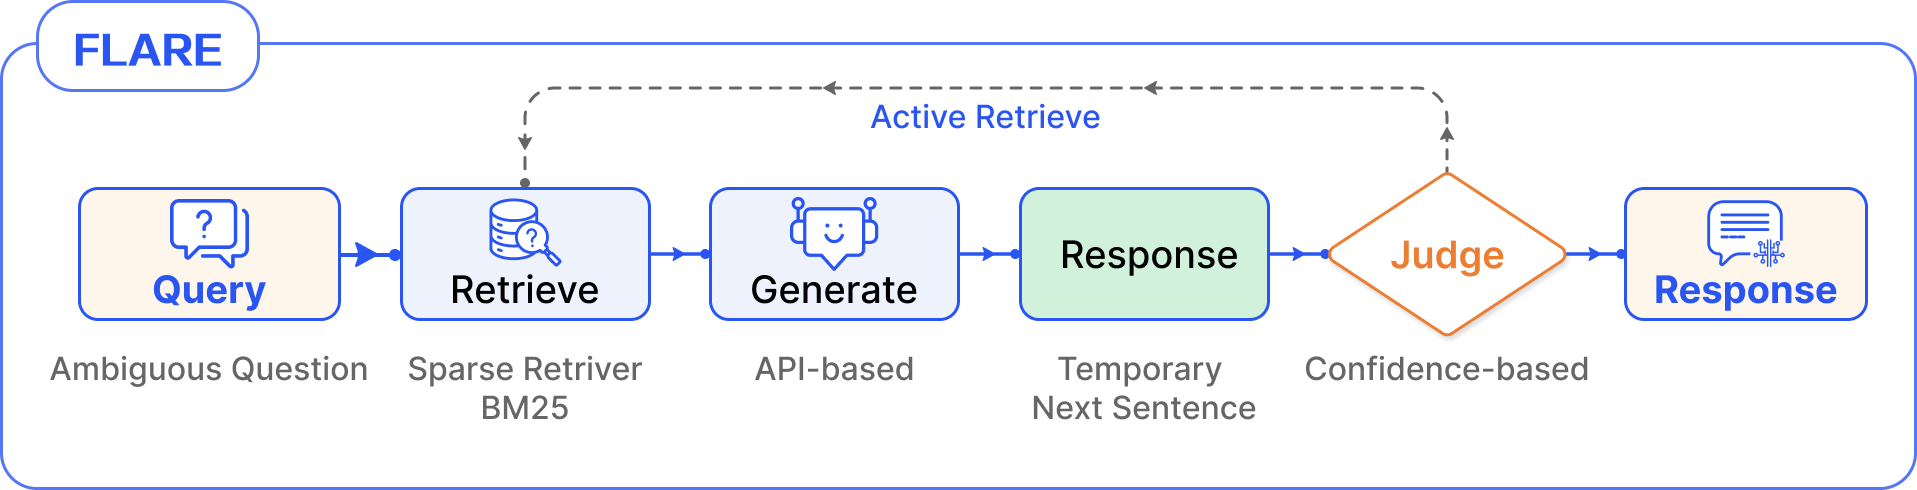 FLARE
Active Retrieve
?
Query
?
Retrieve
Generate
Response
Judge
Response
Ambiguous Question
Sparse Retriver
BM25
API-based
Temporary
Next Sentence
Confidence-based